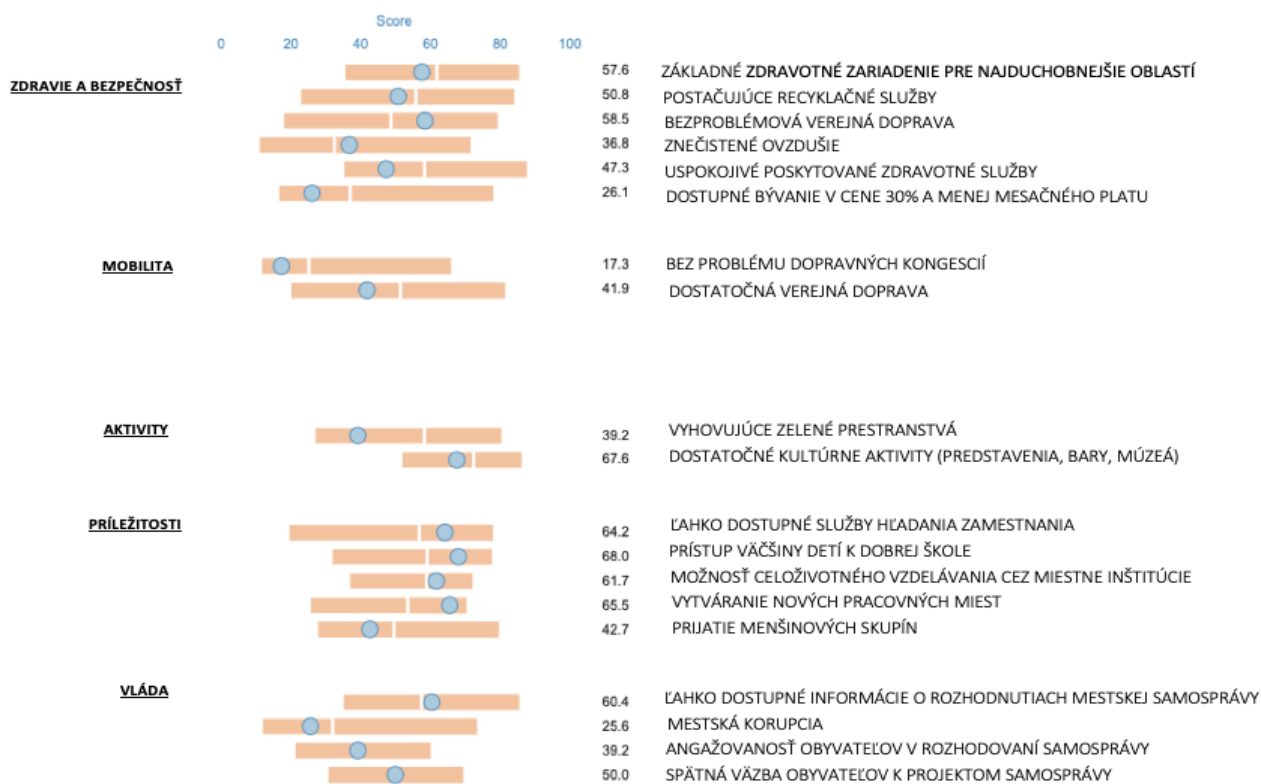 Score
0 20 40 60 80 100
ZDRAVIE A BEZPEČNOSŤ
57.6 ZÁKLADNÉ ZDRAVOTNÉ ZARIADENIE PRE NAJDUCHOBNEJŠIE OBLASTÍ
50.8 POSTAČUJÚCE RECYKLAČNÉ SLUŽBY
58.5 BEZPROBLÉMOVÁ VEREJNÁ DOPRAVA
36.8 ZNEČISTENÉ OVZDUŠIE
47.3 USPOKOJIVÉ POSKYTOVANÉ ZDRAVOTNÉ SLUŽBY
26.1 DOSTUPNÉ BÝVANIE V CENE 30% A MENEJ MESAČNÉHO PLATU
MOBILITA
17.3 BEZ PROBLÉMU DOPRAVNÝCH KONGESCIÍ
41.9 DOSTATOČNÁ VEREJNÁ DOPRAVA
AKTIVITY
39.2 VYHOVUJÚCE ZELENÉ PRESTRANSTVÁ
67.6 DOSTATOČNÉ KULTÚRNE AKTIVITY (PREDSTAVENIA, BARY, MÚZEÁ)
PRÍLEŽITOSTI
64.2 ĽAHKO DOSTUPNÉ SLUŽBY HĽADANIA ZAMESTNANIA
68.0 PRÍSTUP VÄČŠINY DETÍ K DOBREJ ŠKOLE
61.7 MOŽNOSŤ CELOŽIVOTNÉHO VZDELÁVANIA CEZ MIESTNE INŠTITÚCIE
65.5 VYTVÁRANIE NOVÝCH PRACOVNÝCH MIEST
42.7 PRIJATIE MENŠINOVÝCH SKUPÍN
VLÁDA
60.4 ĽAHKO DOSTUPNÉ INFORMÁCIE O ROZHODNUTIACH MESTSKEJ SAMOSPRÁVY
25.6 MESTSKÁ KORUPCIA
39.2 ANGAŽOVANOSŤ OBYVATEĽOV V ROZHODOVANÍ SAMOSPRÁVY
50.0 SPÄTNÁ VÄZBA OBYVATEĽOV K PROJEKTOM SAMOSPRÁVY